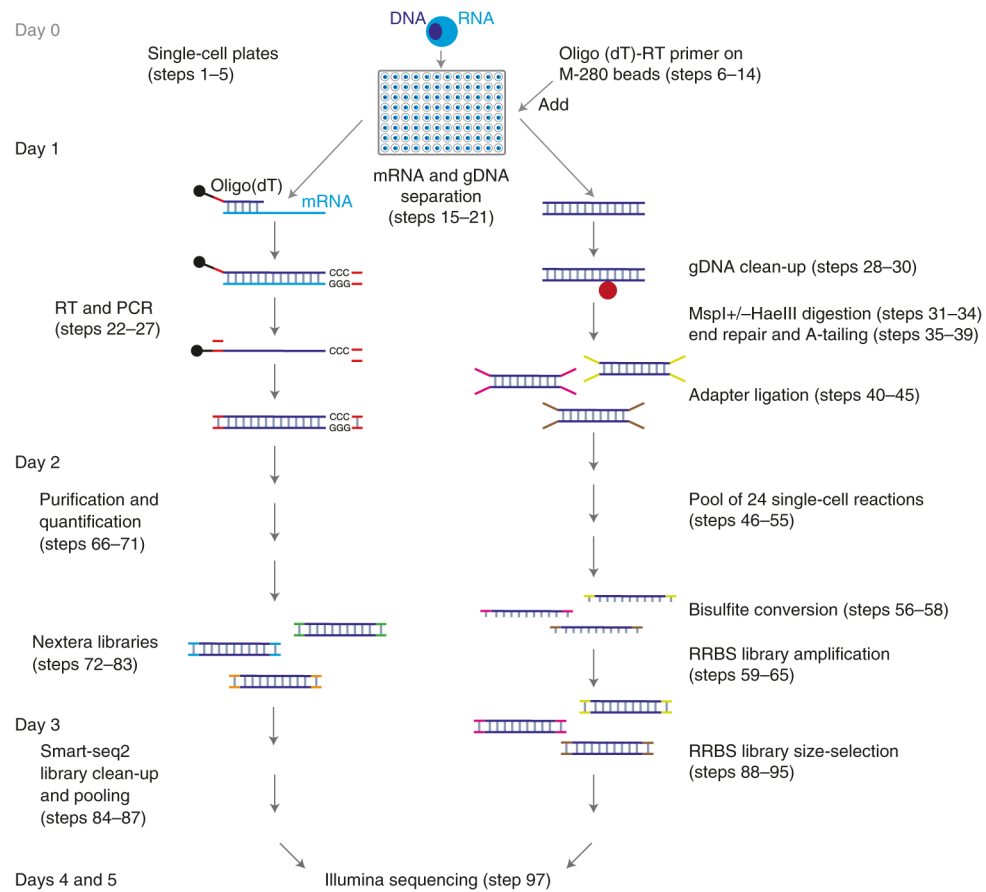 Day 0
DNA
RNA
Single-cell plates
(steps 1–5)
Oligo (dT)-RT primer on
M-280 beads (steps 6–14)
Add
Day 1
mRNA and gDNA
separation
(steps 15–21)
Oligo(dT)
mRNA
CCC
GGG
gDNA clean-up (steps 28–30)
RT and PCR
(steps 22–27)
MspI+/–HaeIII digestion (steps 31–34)
end repair and A-tailing (steps 35–39)
CCC
Adapter ligation (steps 40–45)
CCC
GGG
Day 2
Purification and
quantification
(steps 66–71)
Pool of 24 single-cell reactions
(steps 46–55)
Bisulfite conversion (steps 56–58)
Nextera libraries
(steps 72–83)
RRBS library amplification
(steps 59–65)
Day 3
Smart-seq2
library clean-up
and pooling
(steps 84–87)
RRBS library size-selection
(steps 88–95)
Days 4 and 5
Illumina sequencing (step 97)